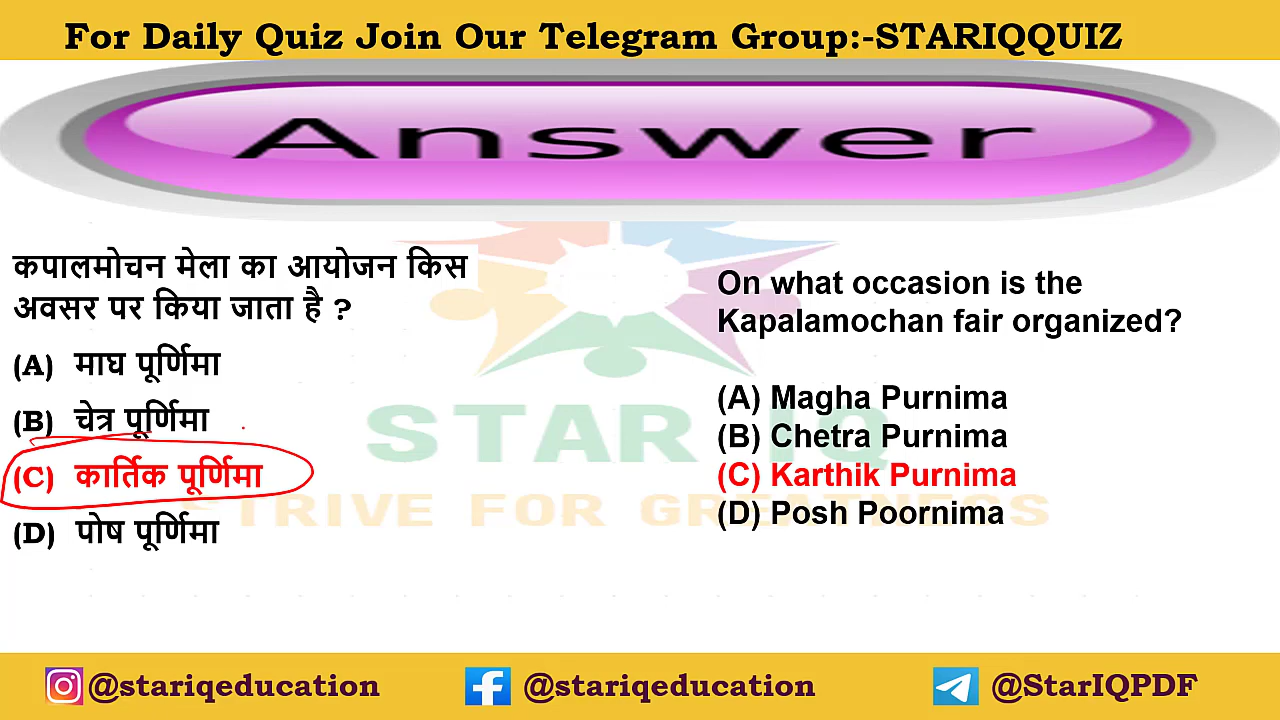 For Daily Quiz Join Our Telegram Group:-STARIQQUIZ
Answer
कपालमोचन मेला का आयोजन किस
अवसर पर किया जाता है ?
(A) माघ पूर्णिमा
(B) चेत्र पूर्णिमा
(C) कार्तिक पूर्णिमा
(D) पोष पूर्णिमा
On what occasion is the
Kapalamochan fair organized?
(A) Magha Purnima
(B) Chetra Purnima
(C) Karthik Purnima
(D) Posh Poornima
STAR IQ
STRIVE FOR GREATNESS
@stariqeducation
@stariqeducation
@StarIQPDF